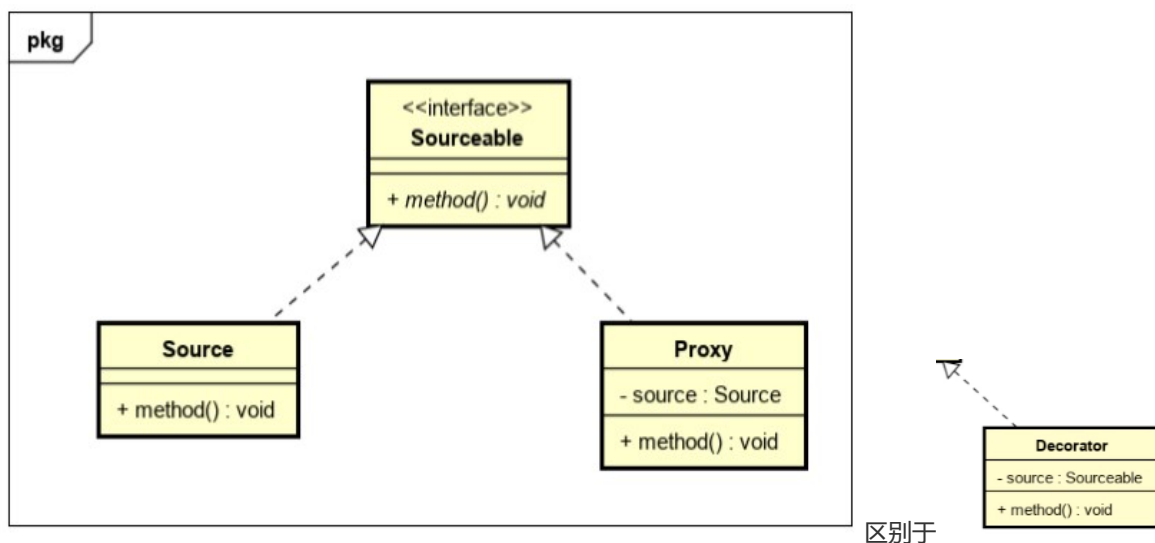 pkg
<<interface>>
Sourceable
+ method() : void
Source
+ method() : void
Proxy
- source : Source
+ method() : void
区别于
Decorator
- source : Sourceable
+ method() : void